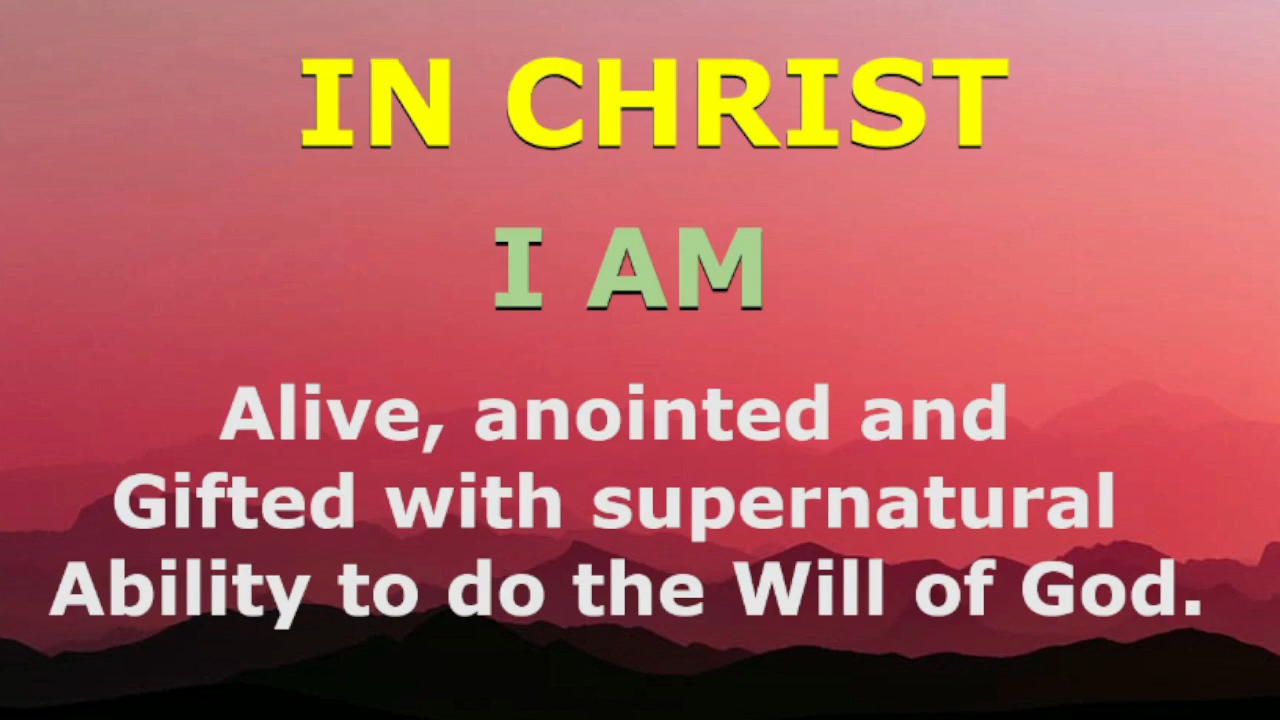 IN CHRIST
I AM
Alive, anointed and
Gifted with supernatural
Ability to do the Will of God.